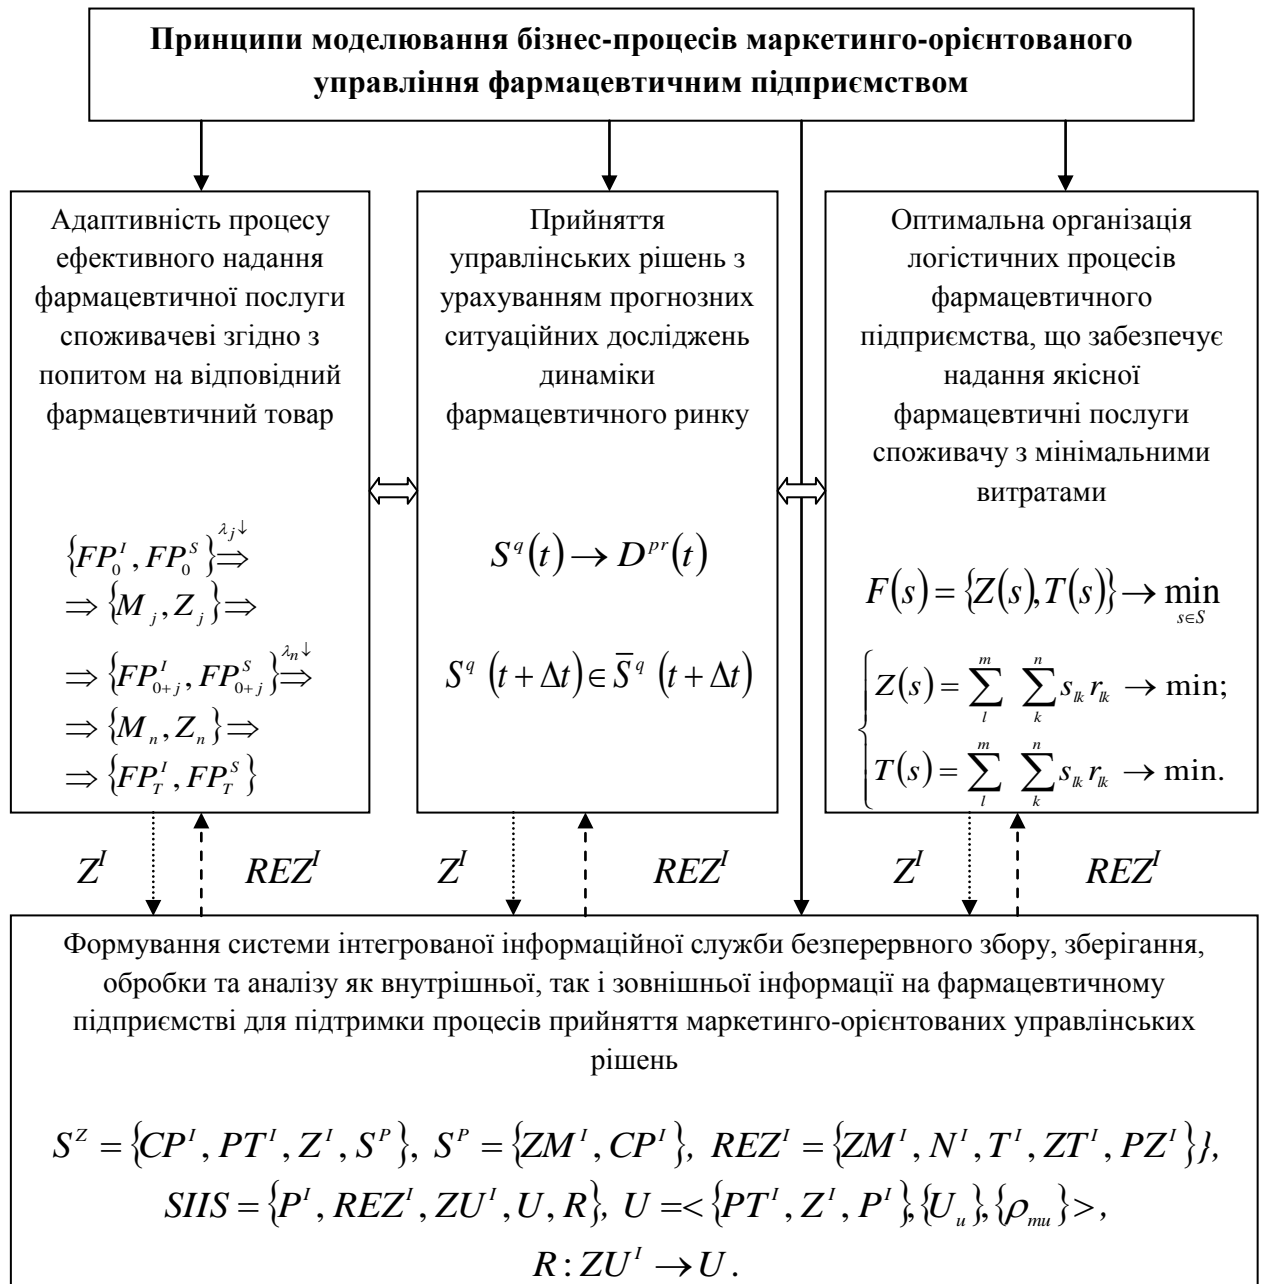 Принципи моделювання бізнес-процесів маркетинго-орієнтованого
управління фармацевтичним підприємством
Адаптивність процесу
ефективного надання
фармацевтичної послуги
споживачеві згідно з
попитом на відповідний
фармацевтичний товар
{FP_0^I, FP_0^S} ⇒^{λ_j↓}
⇒ {M_j, Z_j} ⇒
⇒ {FP_{0+j}^I, FP_{0+j}^S} ⇒^{λ_n↓}
⇒ {M_n, Z_n} ⇒
⇒ {FP_T^I, FP_T^S}
Прийняття
управлінських рішень з
урахуванням прогнозних
ситуаційних досліджень
динаміки
фармацевтичного ринку
S^q(t) → D^{pr}(t)
S^q (t + Δt) ∈ S̅^q (t + Δt)
Оптимальна організація
логістичних процесів
фармацевтичного
підприємства, що забезпечує
надання якісної
фармацевтичні послуги
споживачу з мінімальними
витратами
F(s) = {Z(s), T(s)} → min_{s∈S}
Z(s) = ∑_l^m ∑_k^n s_{lk} r_{lk} → min;
T(s) = ∑_l^m ∑_k^n s_{lk} r_{lk} → min.
Z^I REZ^I Z^I REZ^I Z^I REZ^I
Формування системи інтегрованої інформаційної служби безперервного збору, зберігання,
обробки та аналізу як внутрішньої, так і зовнішньої інформації на фармацевтичному
підприємстві для підтримки процесів прийняття маркетинго-орієнтованих управлінських
рішень
S^Z = {CP^I, PT^I, Z^I, S^P}, S^P = {ZM^I, CP^I}, REZ^I = {ZM^I, N^I, T^I, ZT^I, PZ^I}},
SIIS = {P^I, REZ^I, ZU^I, U, R}, U =< {PT^I, Z^I, P^I}, {U_u}, {ρ_{mu}} >,
R : ZU^I → U.